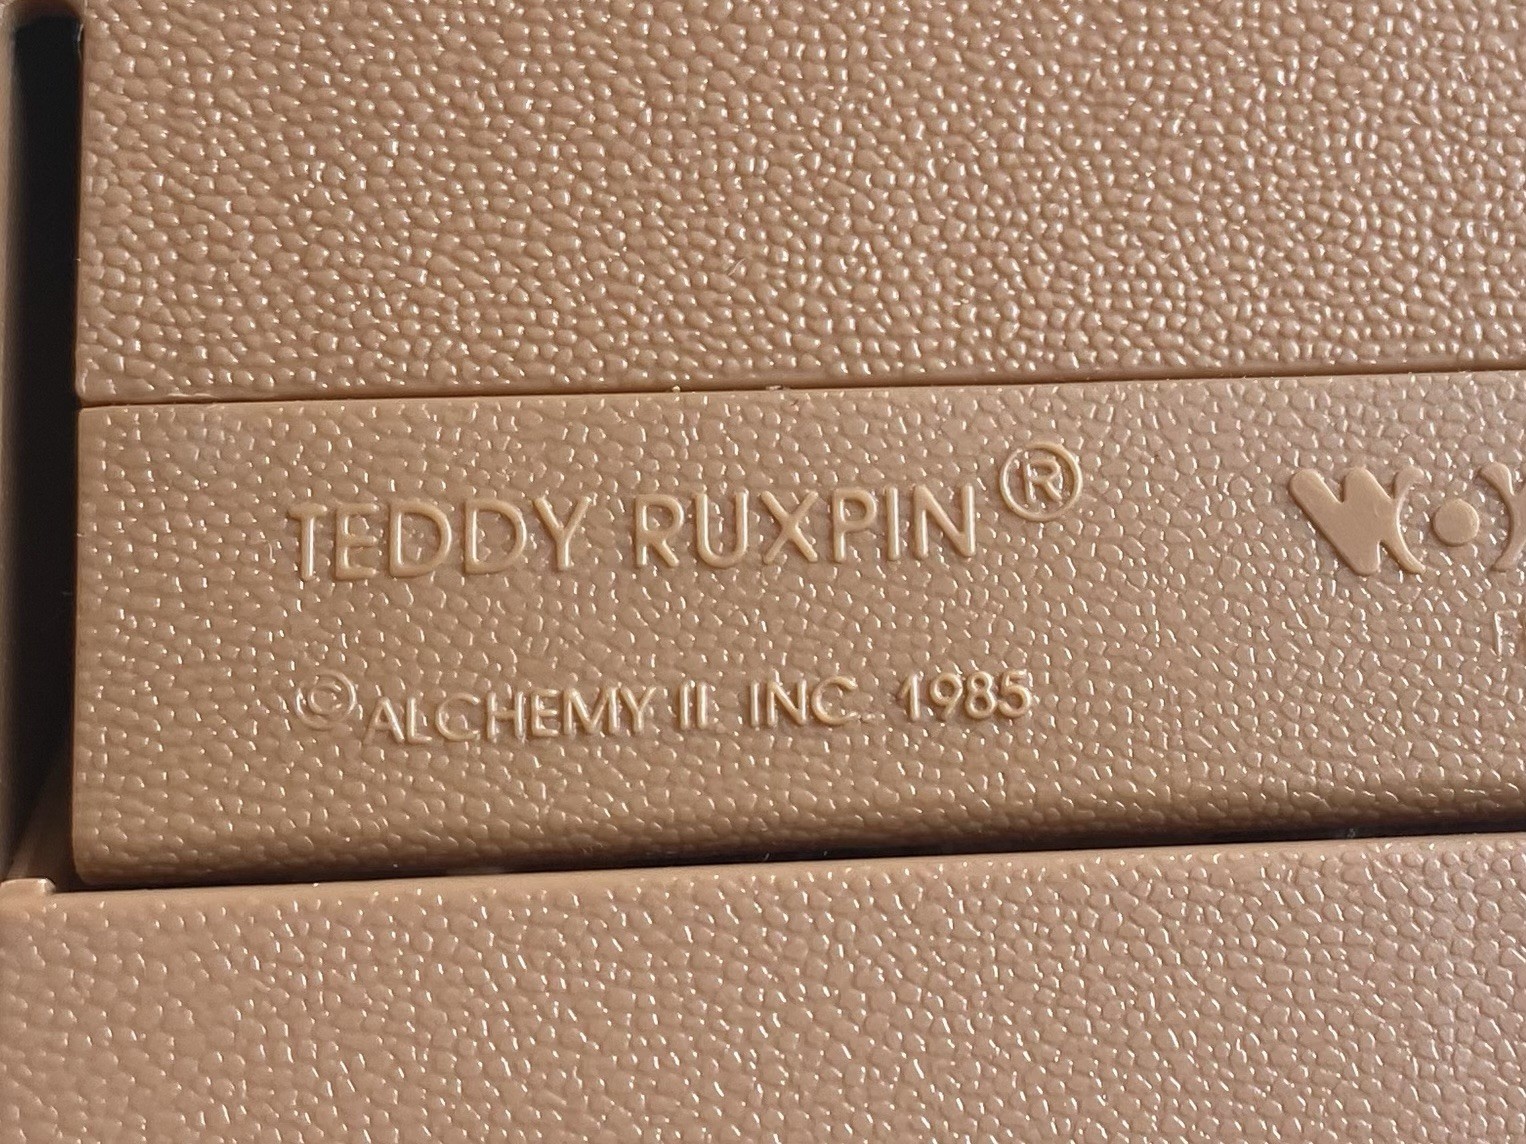 TEDDY RUXPIN®
© ALCHEMY II. INC. 1985